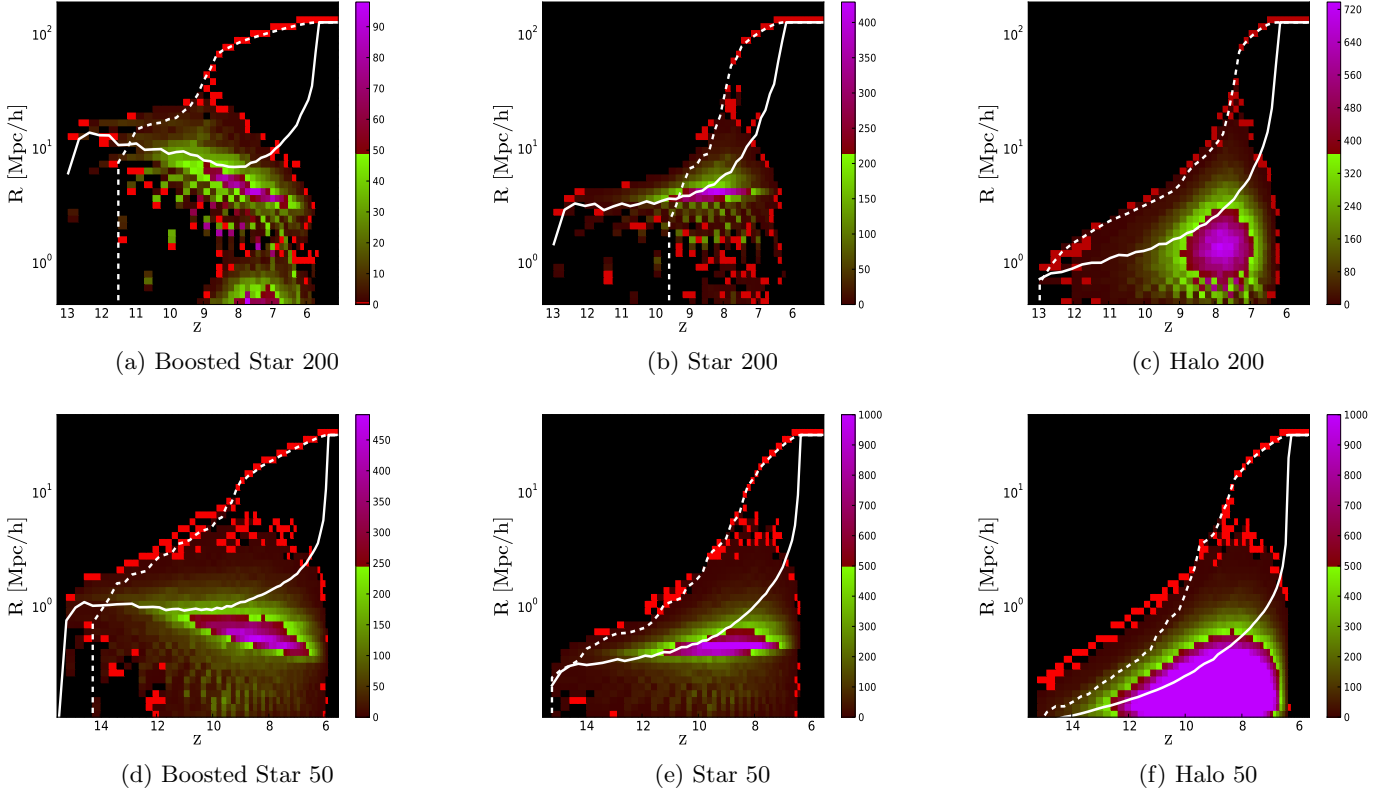 10² 10¹ 10⁰
R [Mpc/h]
13 12 11 10 9 8 7 6
z
90 80 70 60 50 40 30 20 10 0
(a) Boosted Star 200
10² 10¹ 10⁰
R [Mpc/h]
13 12 11 10 9 8 7 6
z
400 350 300 250 200 150 100 50 0
(b) Star 200
10² 10¹ 10⁰
R [Mpc/h]
13 12 11 10 9 8 7 6
z
720 640 560 480 400 320 240 160 80 0
(c) Halo 200
10¹ 10⁰
R [Mpc/h]
14 12 10 8 6
z
450 400 350 300 250 200 150 100 50 0
(d) Boosted Star 50
10¹ 10⁰
R [Mpc/h]
14 12 10 8 6
z
1000 900 800 700 600 500 400 300 200 100 0
(e) Star 50
10¹ 10⁰
R [Mpc/h]
14 12 10 8 6
z
1000 900 800 700 600 500 400 300 200 100 0
(f) Halo 50